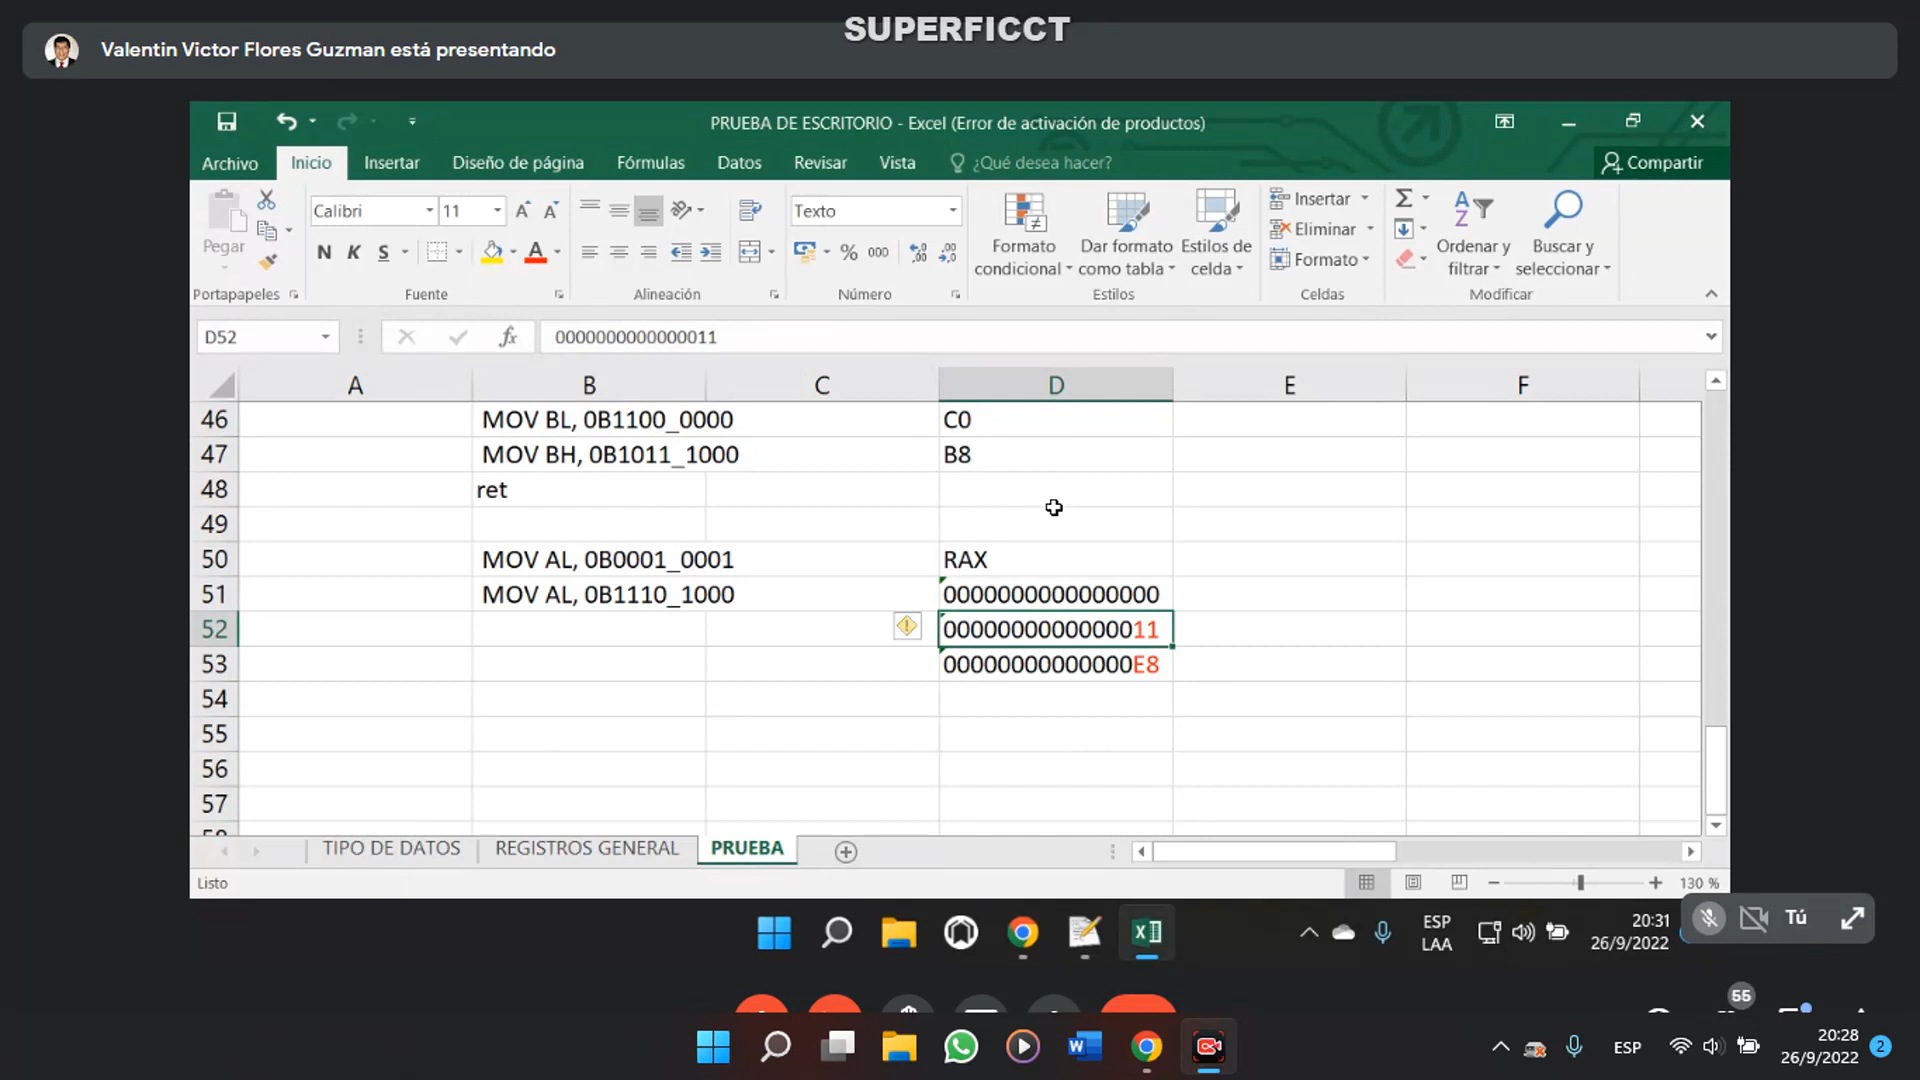 SUPERFICCT
Valentin Victor Flores Guzman está presentando
PRUEBA DE ESCRITORIO - Excel (Error de activación de productos)
Archivo Inicio Insertar Diseño de página Fórmulas Datos Revisar Vista ¿Qué desea hacer? Compartir
Calibri 11 Texto Insertar
Pegar N K S A % 000 Formato condicional Dar formato como tabla Estilos de celda Eliminar Formato Ordenar y filtrar Buscar y seleccionar
Portapapeles Fuente Alineación Número Estilos Celdas Modificar
D52 fx 0000000000000011
A B C D E F
46 MOV BL, 0B1100_0000 C0
47 MOV BH, 0B1011_1000 B8
48 ret
49
50 MOV AL, 0B0001_0001 RAX
51 MOV AL, 0B1110_1000 0000000000000000
52 0000000000000011
53 00000000000000E8
54
55
56
57
TIPO DE DATOS REGISTROS GENERAL PRUEBA
Listo 130 %
ESP LAA 20:31 26/9/2022 Tú
55
ESP 20:28 26/9/2022 2